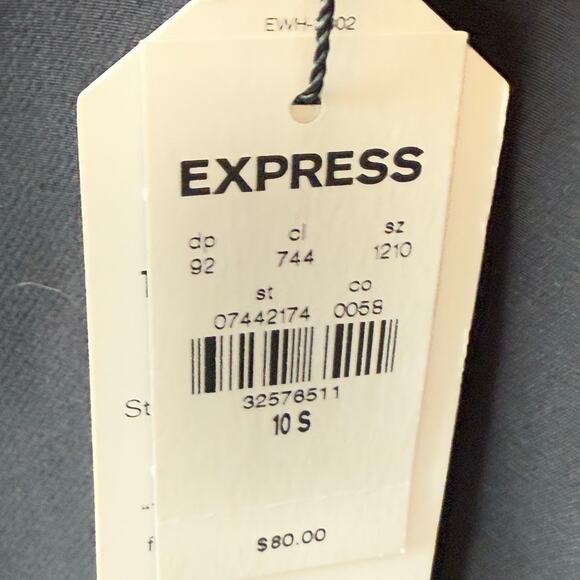 EXPRESS
dp cl sz
92 744 1210
st co
07442174 0058
32576511
10 S
$80.00